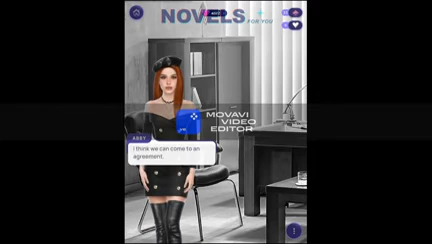 NOVELS
FOR YOU
MOVAVI
VIDEO
EDITOR
ABBY
I think we can come to an
agreement.